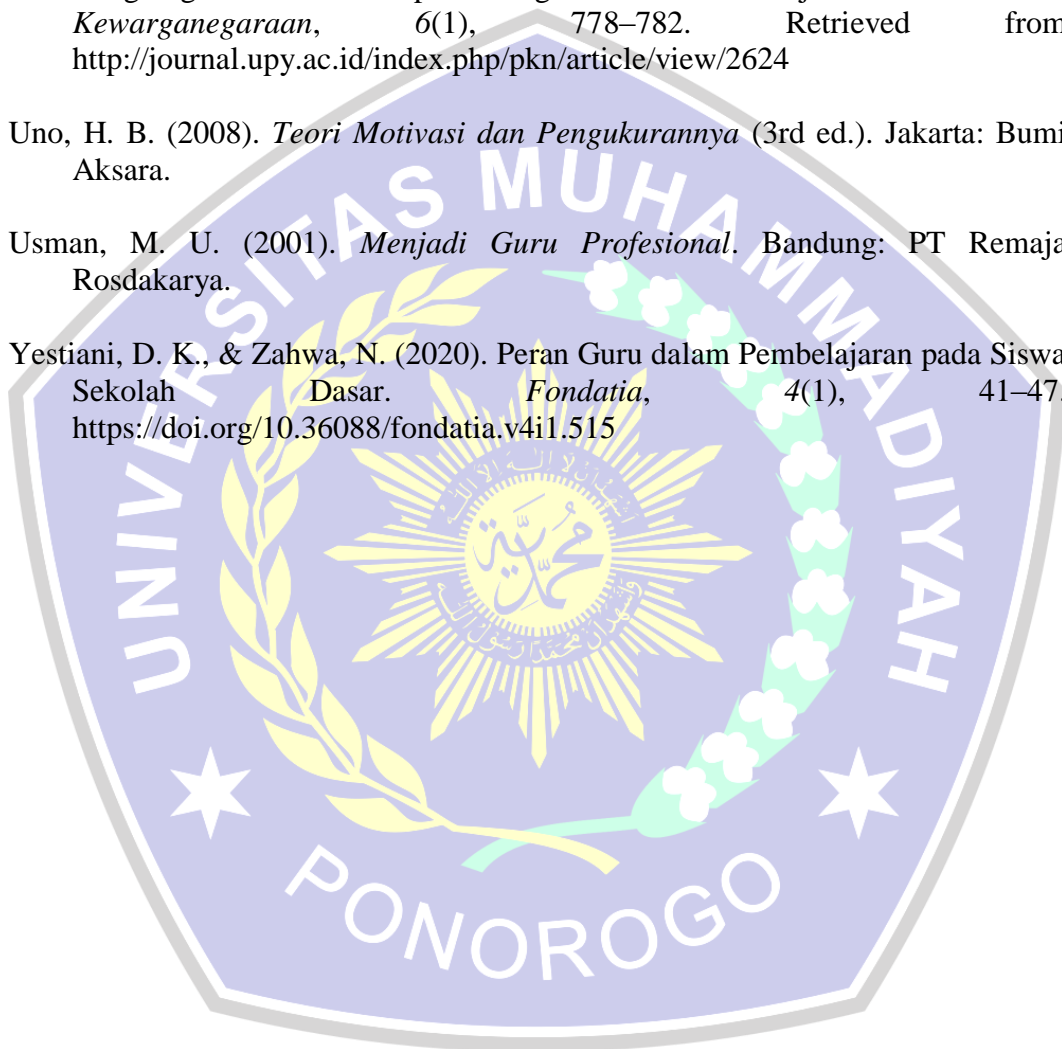 Kewarganegaraan, 6(1), 778–782. Retrieved from
http://journal.upy.ac.id/index.php/pkn/article/view/2624
Uno, H. B. (2008). Teori Motivasi dan Pengukurannya (3rd ed.). Jakarta: Bumi
Aksara.
Usman, M. U. (2001). Menjadi Guru Profesional. Bandung: PT Remaja
Rosdakarya.
Yestiani, D. K., & Zahwa, N. (2020). Peran Guru dalam Pembelajaran pada Siswa
Sekolah Dasar. Fondatia, 4(1), 41–47.
https://doi.org/10.36088/fondatia.v4i1.515
UNIVERSITAS MUHAMMADIYAH
PONOROGO
محمدية